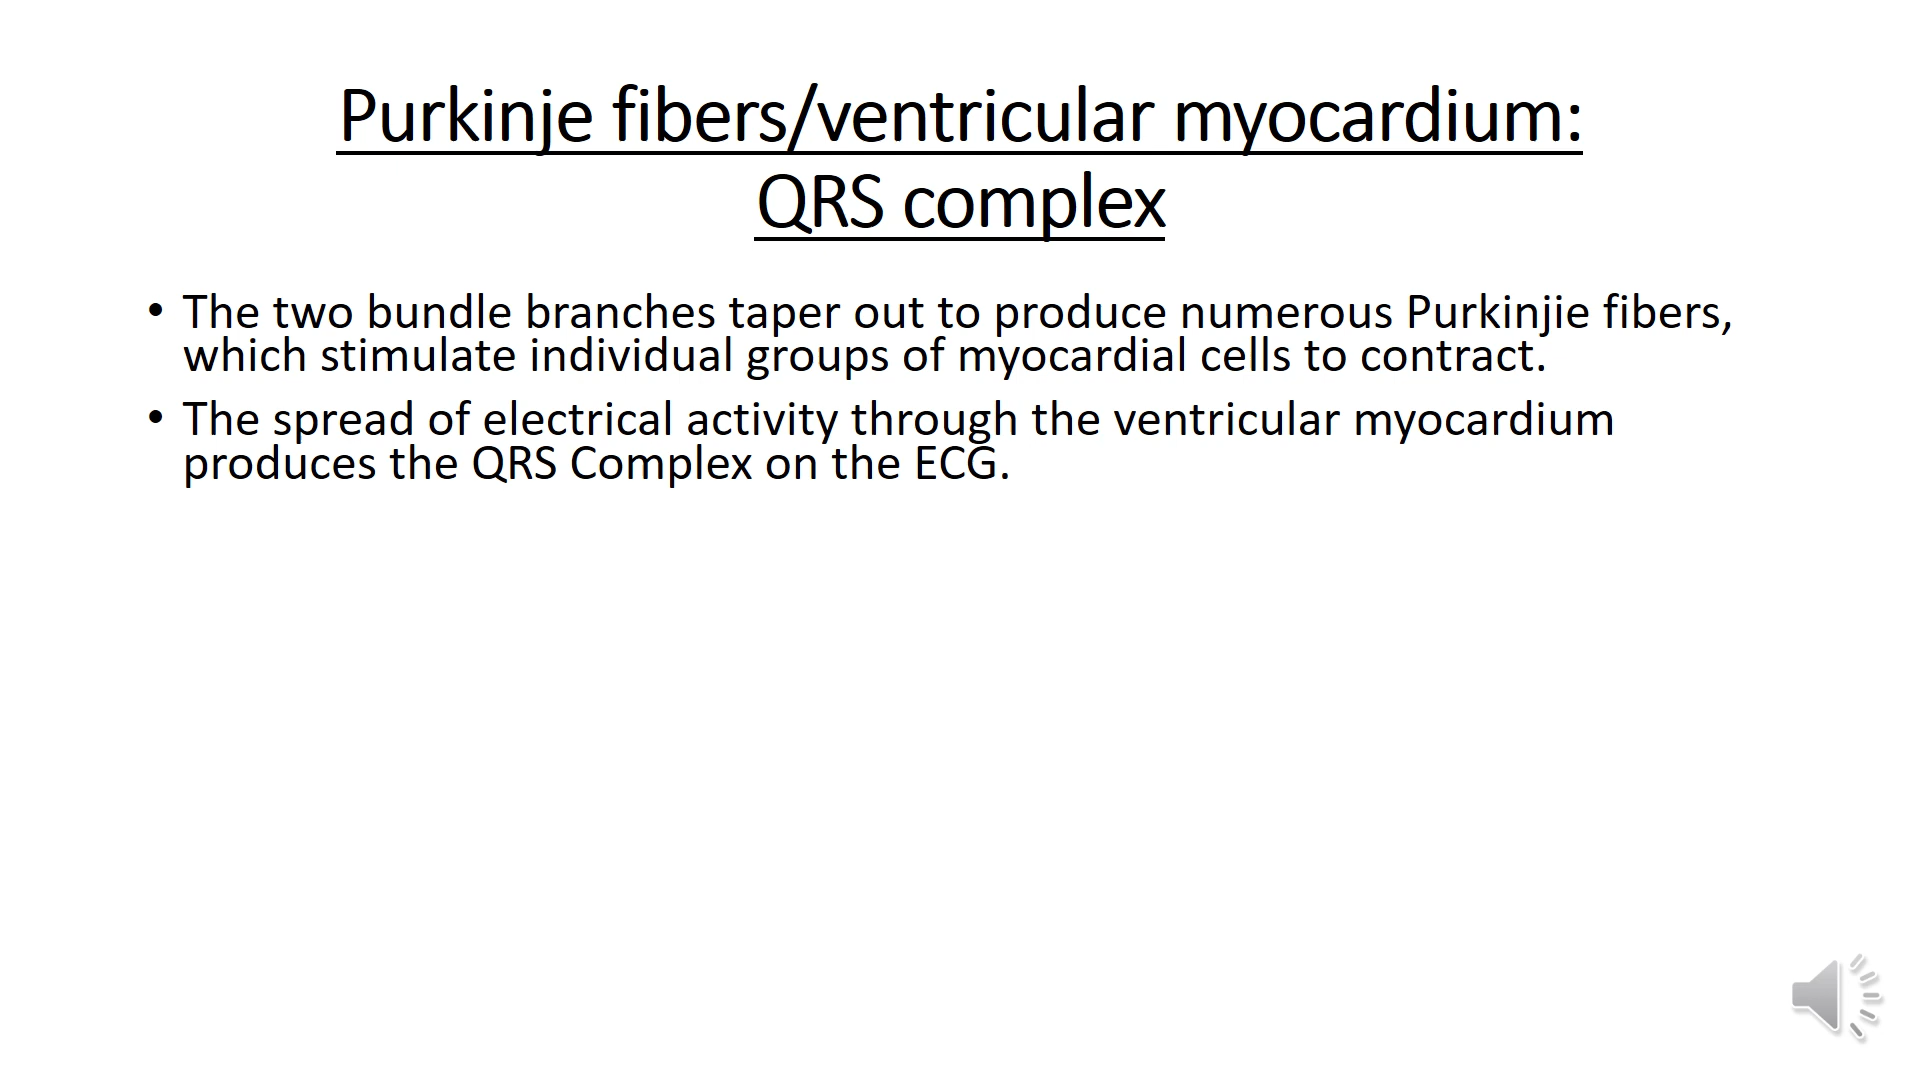 Purkinje fibers/ventricular myocardium:
QRS complex
• The two bundle branches taper out to produce numerous Purkinjie fibers,
which stimulate individual groups of myocardial cells to contract.
• The spread of electrical activity through the ventricular myocardium
produces the QRS Complex on the ECG.